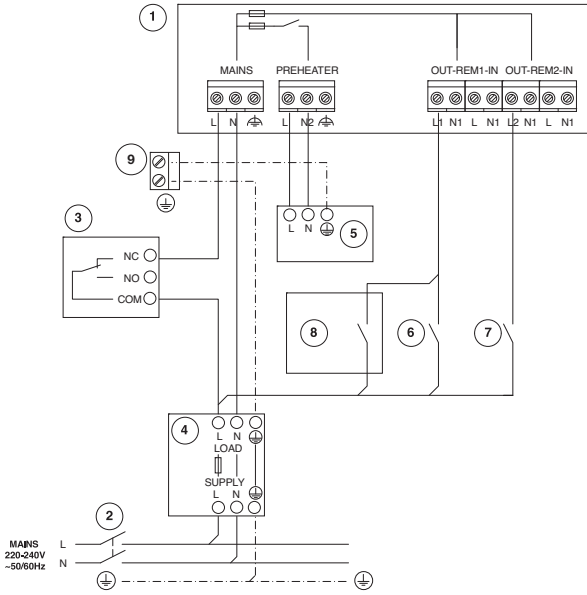 1
MAINS PREHEATER OUT-REM1-IN OUT-REM2-IN
L N L N2 L1 N1 L N1 L2 N1 L N1
9
3
L N 5
NC
NO
COM
8 6 7
4
L N
LOAD
SUPPLY
L N
2
MAINS
220-240V
~50/60Hz
L
N